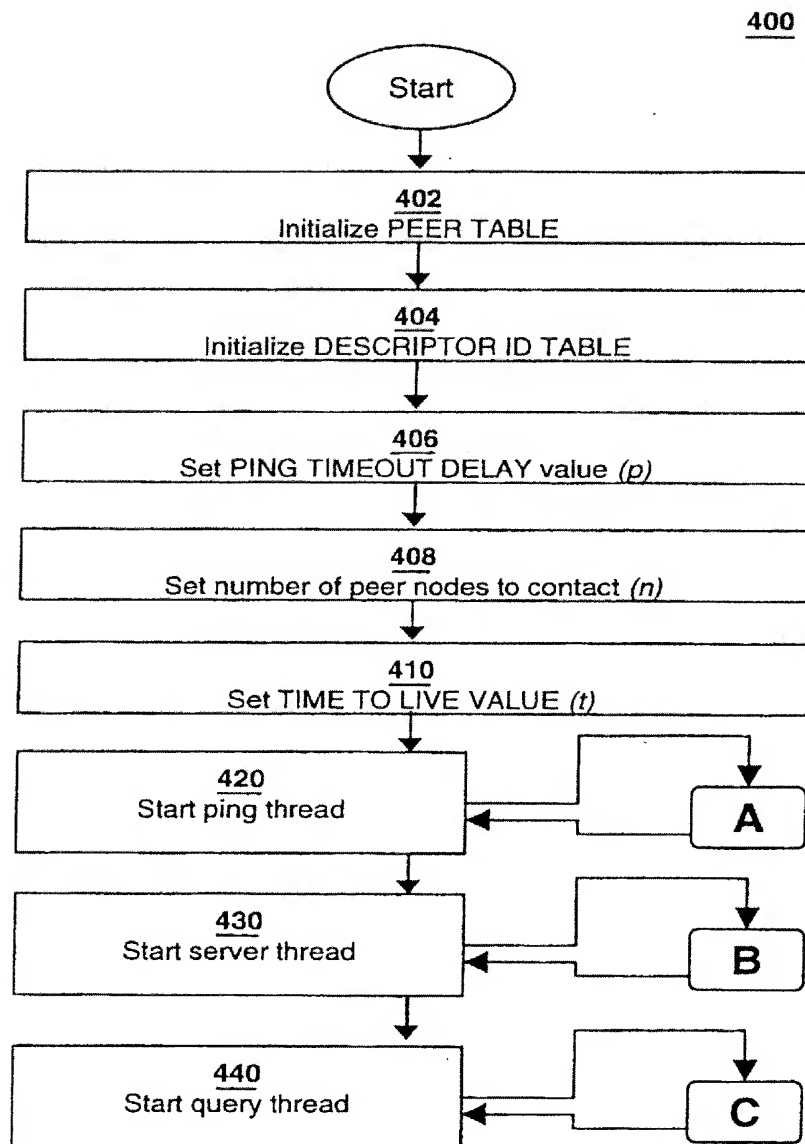 400
Start
402
Initialize PEER TABLE
404
Initialize DESCRIPTOR ID TABLE
406
Set PING TIMEOUT DELAY value (p)
408
Set number of peer nodes to contact (n)
410
Set TIME TO LIVE VALUE (t)
420
Start ping thread
A
430
Start server thread
B
440
Start query thread
C